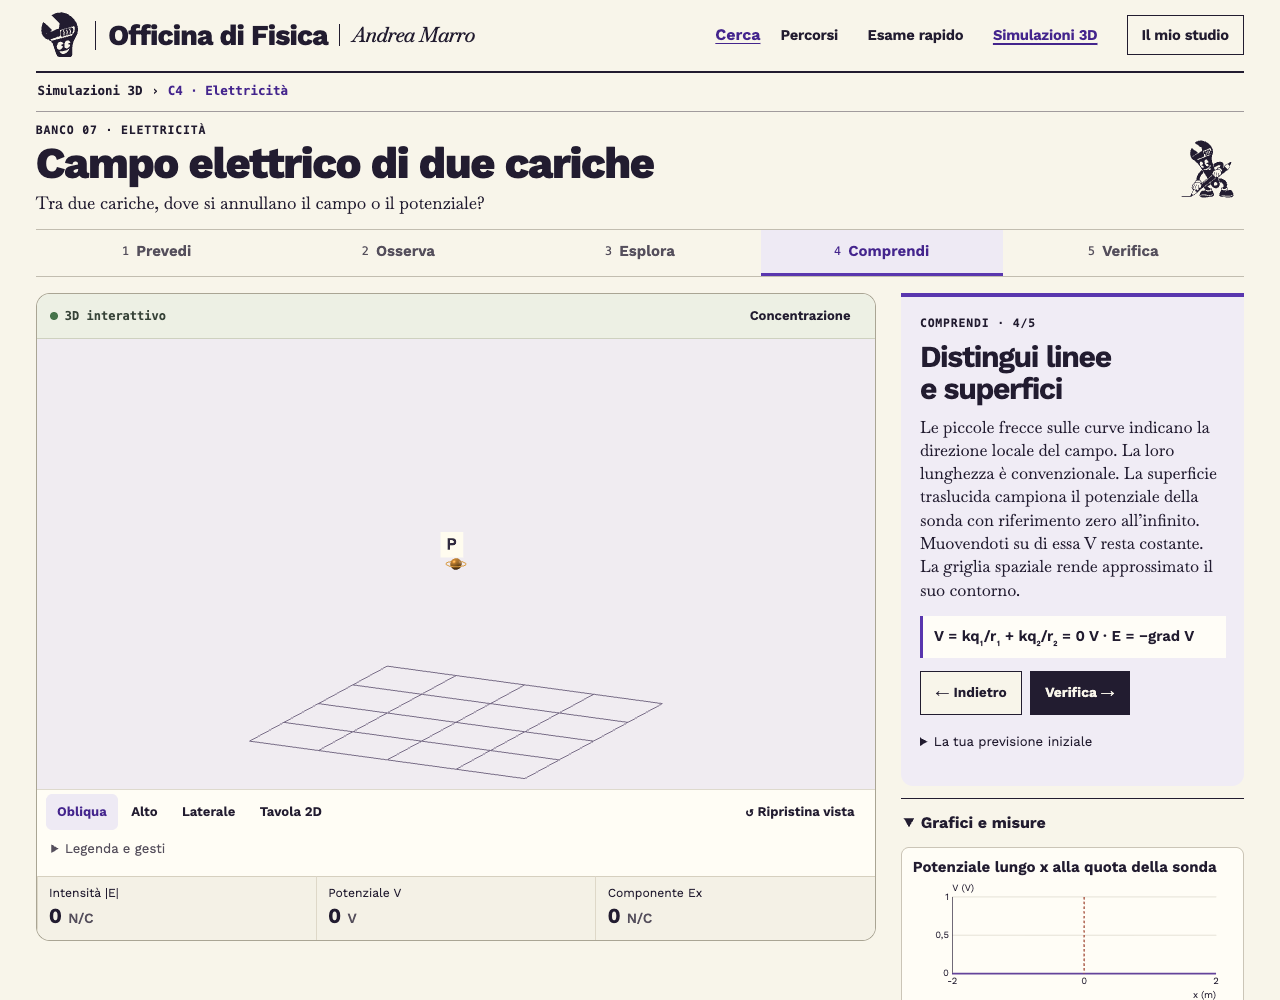 Officina di Fisica
Andrea Marro
Cerca
Percorsi
Esame rapido
Simulazioni 3D
Il mio studio
Simulazioni 3D › C4 · Elettricità
BANCO 07 · ELETTRICITÀ
Campo elettrico di due cariche
Tra due cariche, dove si annullano il campo o il potenziale?
1 Prevedi
2 Osserva
3 Esplora
4 Comprendi
5 Verifica
3D interattivo
Concentrazione
P
Obliqua
Alto
Laterale
Tavola 2D
↺ Ripristina vista
▶ Legenda e gesti
Intensità |E|
0 N/C
Potenziale V
0 V
Componente Ex
0 N/C
COMPRENDI · 4/5
Distingui linee
e superfici
Le piccole frecce sulle curve indicano la
direzione locale del campo. La loro
lunghezza è convenzionale. La superficie
traslucida campiona il potenziale della
sonda con riferimento zero all’infinito.
Muovendoti su di essa V resta costante.
La griglia spaziale rende approssimato il
suo contorno.
V = kq₁/r₁ + kq₂/r₂ = 0 V · E = −grad V
← Indietro
Verifica →
▶ La tua previsione iniziale
▼ Grafici e misure
Potenziale lungo x alla quota della sonda
V (V)
1
0,5
0
-2
0
2
x (m)